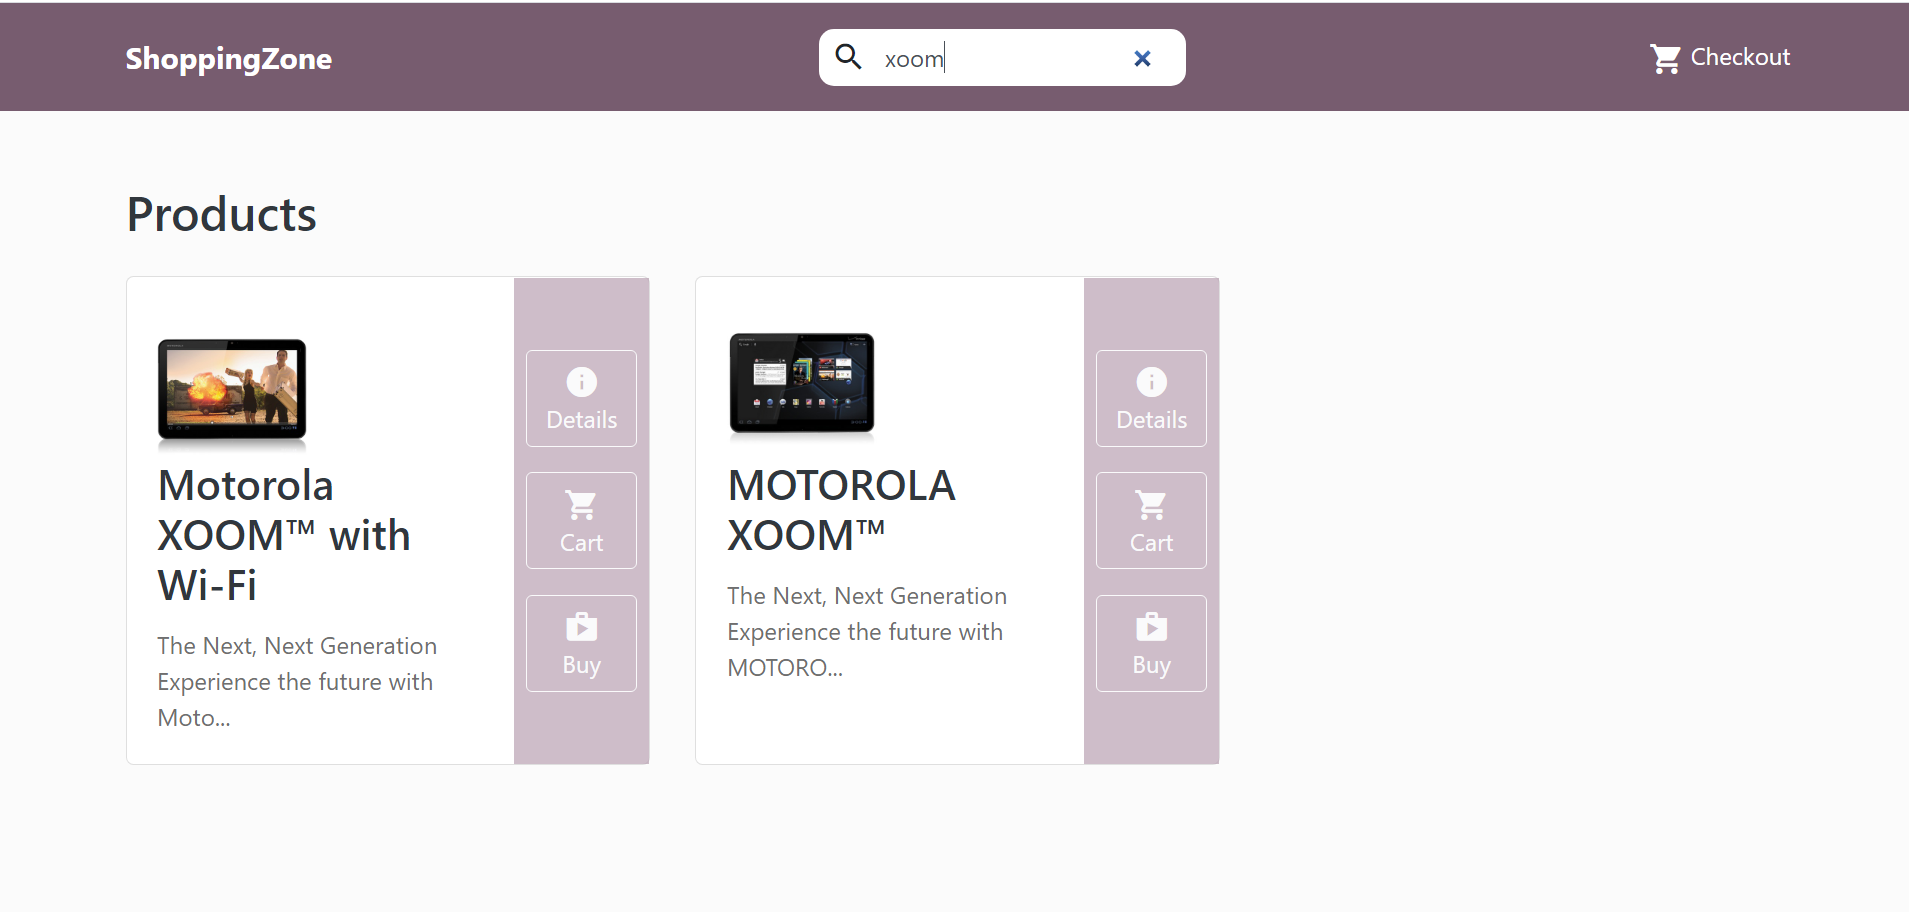 ShoppingZone
xoom
Checkout
Products
Motorola
XOOM™ with
Wi-Fi
The Next, Next Generation
Experience the future with
Moto...
Details
Cart
Buy
MOTOROLA
XOOM™
The Next, Next Generation
Experience the future with
MOTORO...
Details
Cart
Buy